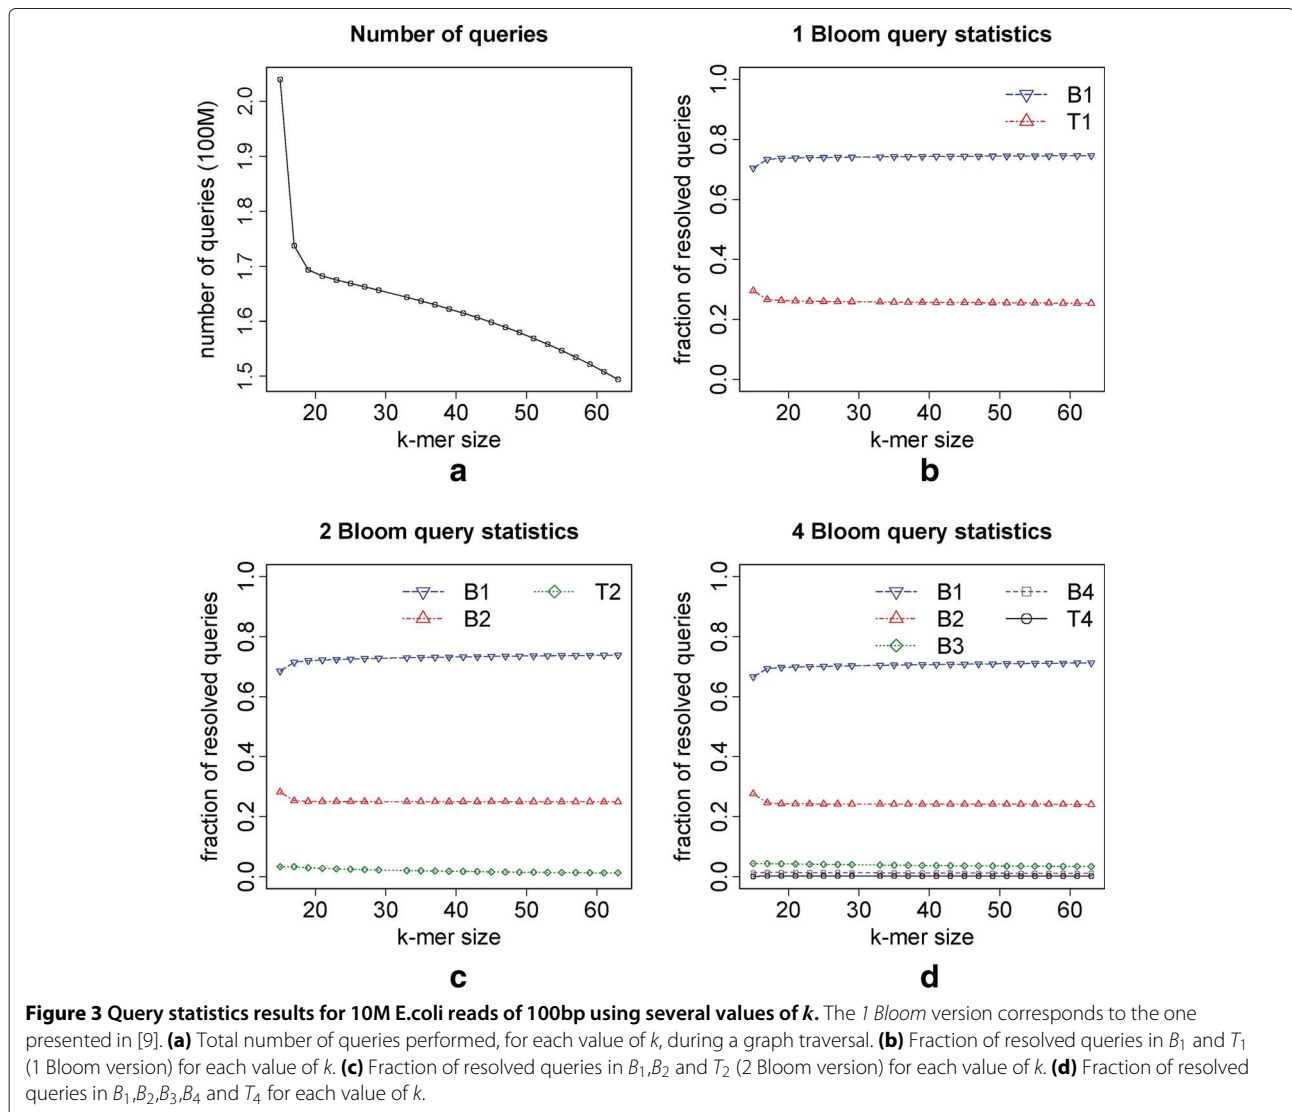 Number of queries
number of queries (100M)
1.5 1.6 1.7 1.8 1.9 2.0
20 30 40 50 60
k-mer size
a
1 Bloom query statistics
B1
T1
fraction of resolved queries
0.0 0.2 0.4 0.6 0.8 1.0
20 30 40 50 60
k-mer size
b
2 Bloom query statistics
B1 T2
B2
fraction of resolved queries
0.0 0.2 0.4 0.6 0.8 1.0
20 30 40 50 60
k-mer size
c
4 Bloom query statistics
B1 B4
B2 T4
B3
fraction of resolved queries
0.0 0.2 0.4 0.6 0.8 1.0
20 30 40 50 60
k-mer size
d
Figure 3 Query statistics results for 10M E.coli reads of 100bp using several values of k. The 1 Bloom version corresponds to the one
presented in [9]. (a) Total number of queries performed, for each value of k, during a graph traversal. (b) Fraction of resolved queries in B1 and T1
(1 Bloom version) for each value of k. (c) Fraction of resolved queries in B1,B2 and T2 (2 Bloom version) for each value of k. (d) Fraction of resolved
queries in B1,B2,B3,B4 and T4 for each value of k.